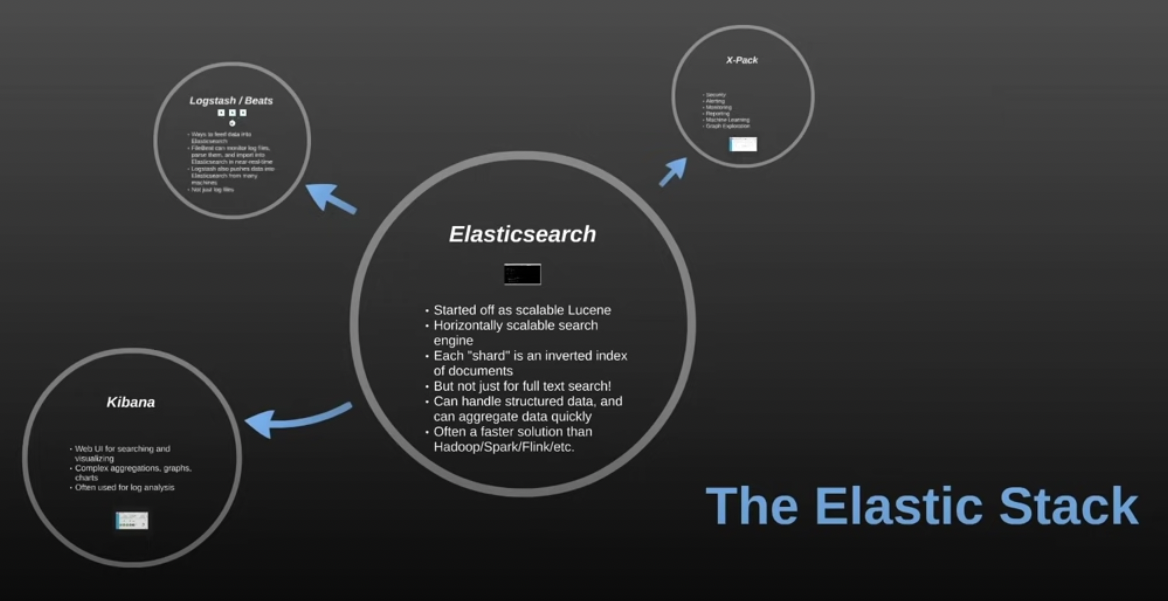 Logstash / Beats
• Ways to feed data into
Elasticsearch
• FileBeat can monitor log files,
parse them, and import into
Elasticsearch in near-real-time
• Logstash also pushes data into
Elasticsearch from many
machines
• Not just log files
X-Pack
• Security
• Alerting
• Monitoring
• Reporting
• Machine Learning
• Graph Exploration
Elasticsearch
• Started off as scalable Lucene
• Horizontally scalable search
engine
• Each "shard" is an inverted index
of documents
• But not just for full text search!
• Can handle structured data, and
can aggregate data quickly
• Often a faster solution than
Hadoop/Spark/Flink/etc.
Kibana
• Web UI for searching and
visualizing
• Complex aggregations, graphs,
charts
• Often used for log analysis
The Elastic Stack